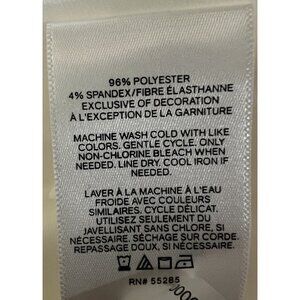 96% POLYESTER
4% SPANDEX/FIBRE ÉLASTHANNE
EXCLUSIVE OF DECORATION
À L'EXCEPTION DE LA GARNITURE
MACHINE WASH COLD WITH LIKE
COLORS. GENTLE CYCLE. ONLY
NON-CHLORINE BLEACH WHEN
NEEDED. LINE DRY. COOL IRON IF
NEEDED.
LAVER À LA MACHINE À L'EAU
FROIDE AVEC COULEURS
SIMILAIRES. CYCLE DÉLICAT.
UTILISEZ SEULEMENT DU
JAVELLISANT SANS CHLORE, SI
NÉCESSAIRE. SÉCHAGE SUR CORDE.
REPASSAGE DOUX, SI NÉCESSAIRE.
RN# 55285